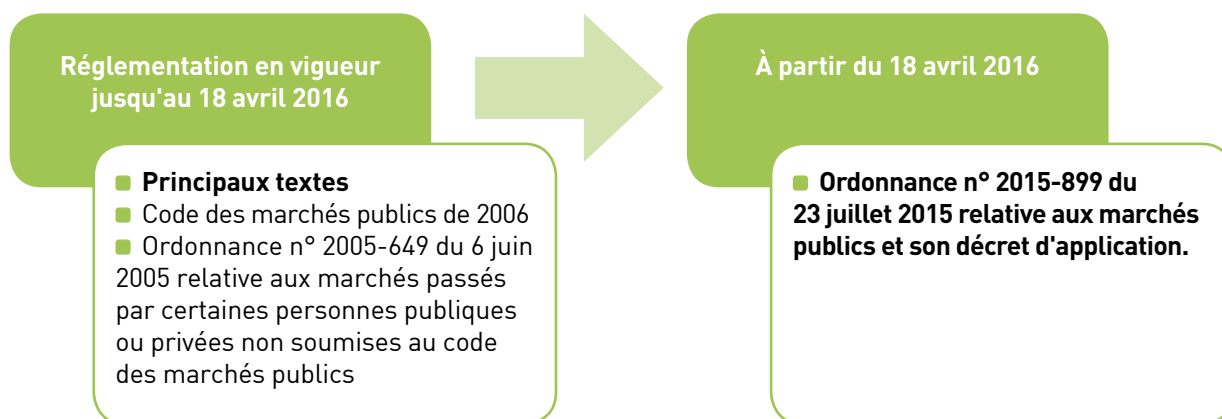 Réglementation en vigueur
jusqu'au 18 avril 2016
Principaux textes
Code des marchés publics de 2006
Ordonnance n° 2005-649 du 6 juin
2005 relative aux marchés passés
par certaines personnes publiques
ou privées non soumises au code
des marchés publics
À partir du 18 avril 2016
Ordonnance n° 2015-899 du
23 juillet 2015 relative aux marchés
publics et son décret d'application.